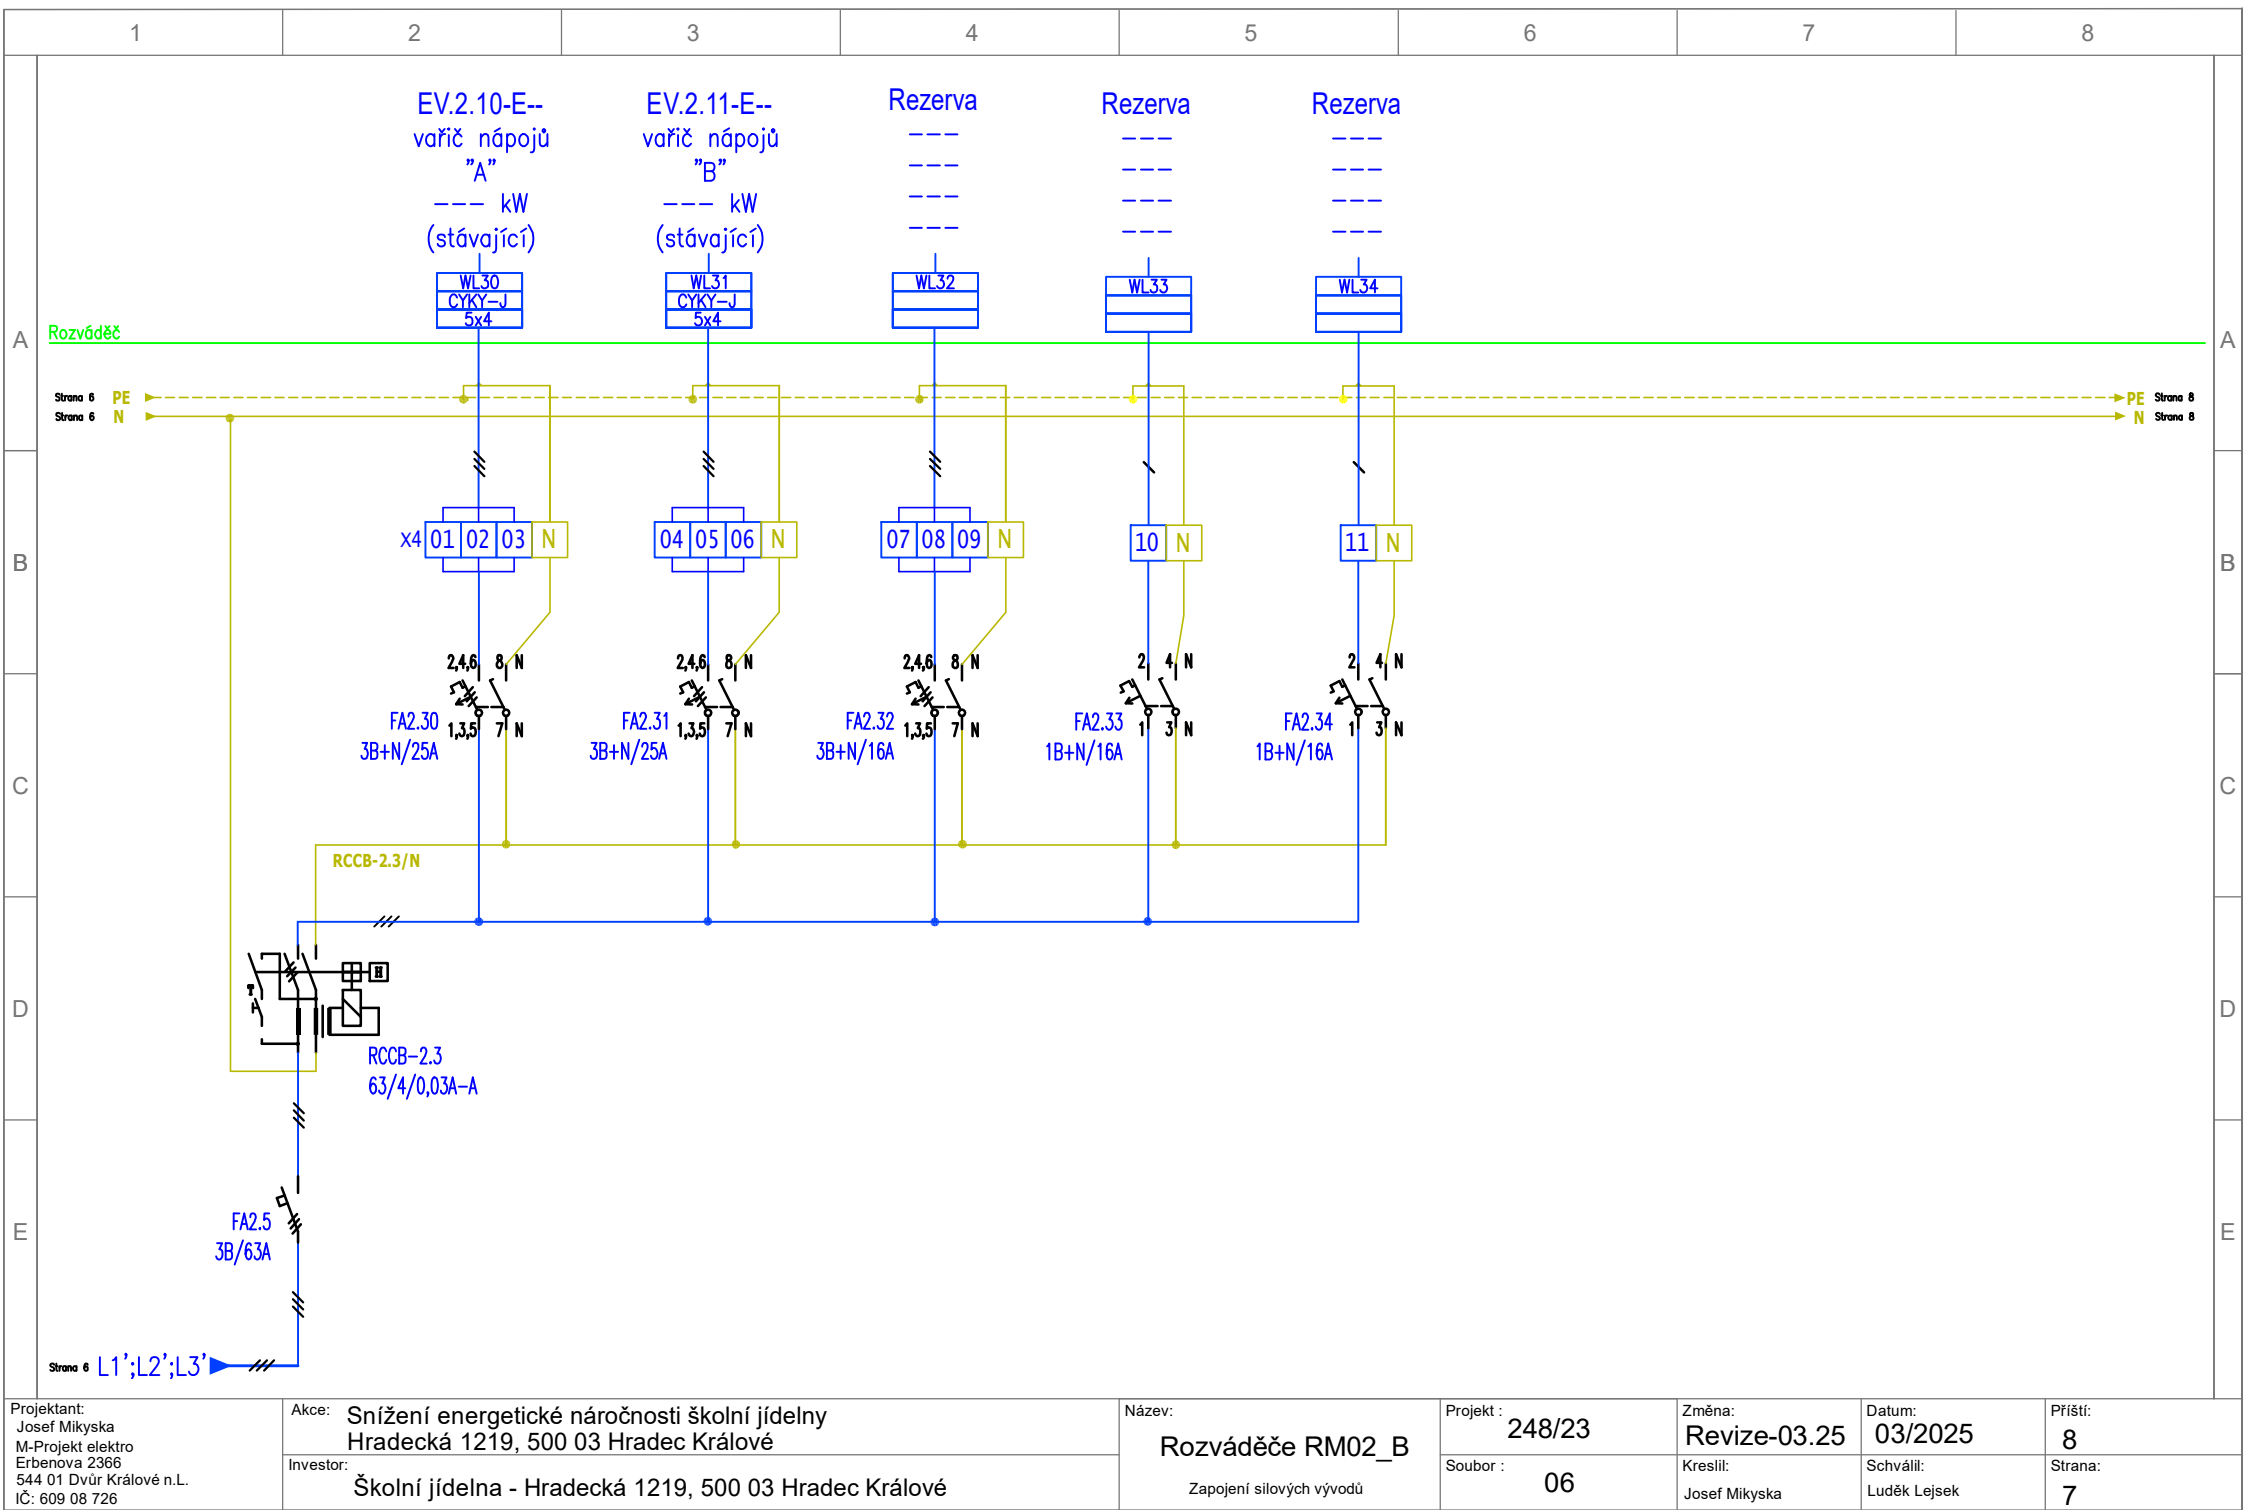 1 2 3 4 5 6 7 8
EV.2.10-E-- EV.2.11-E-- Rezerva Rezerva Rezerva
vařič nápojů vařič nápojů --- --- ---
"A" "B" --- --- ---
--- kW --- kW --- --- ---
(stávající) (stávající) --- --- ---
WL30 WL31 WL32 WL33 WL34
CYKY-J CYKY-J
5x4 5x4
A Rozváděč A
Strana 6 PE PE Strana 8
Strana 6 N N Strana 8
X4 01 02 03 N 04 05 06 N 07 08 09 N 10 N 11 N
B B
2,4,6 8 N 2,4,6 8 N 2,4,6 8 N 2 4 N 2 4 N
FA2.30 1,3,5 7 N FA2.31 1,3,5 7 N FA2.32 1,3,5 7 N FA2.33 1 3 N FA2.34 1 3 N
3B+N/25A 3B+N/25A 3B+N/16A 1B+N/16A 1B+N/16A
C C
RCCB-2.3/N
H
T
D D
RCCB-2.3
63/4/0,03A-A
FA2.5
E E
3B/63A
Strana 6 L1';L2';L3'
Projektant:
Josef Mikyska
M-Projekt elektro
Erbenova 2366
544 01 Dvůr Králové n.L.
IČ: 609 08 726
Akce: Snížení energetické náročnosti školní jídelny
Hradecká 1219, 500 03 Hradec Králové
Investor:
Školní jídelna - Hradecká 1219, 500 03 Hradec Králové
Název:
Rozváděče RM02_B
Zapojení silových vývodů
Projekt : 248/23
Soubor : 06
Změna:
Revize-03.25
Kreslil:
Josef Mikyska
Datum:
03/2025
Schválil:
Luděk Lejsek
Příští:
8
Strana:
7